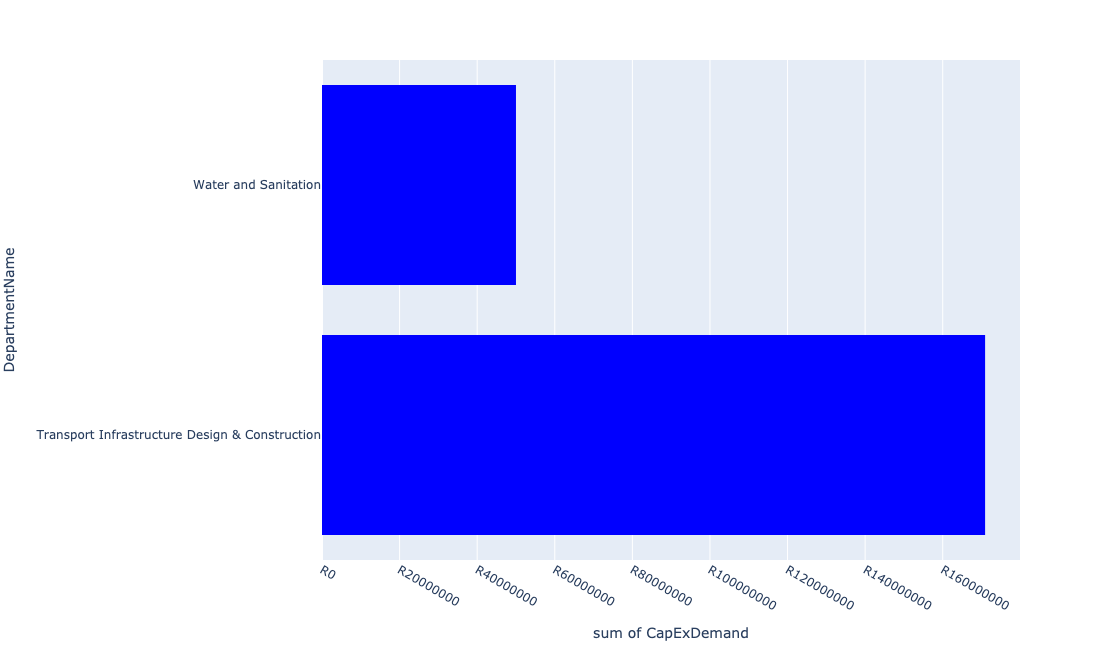 DepartmentName
Water and Sanitation
Transport Infrastructure Design & Construction
R0
R20000000
R40000000
R60000000
R80000000
R100000000
R120000000
R140000000
R160000000
sum of CapExDemand